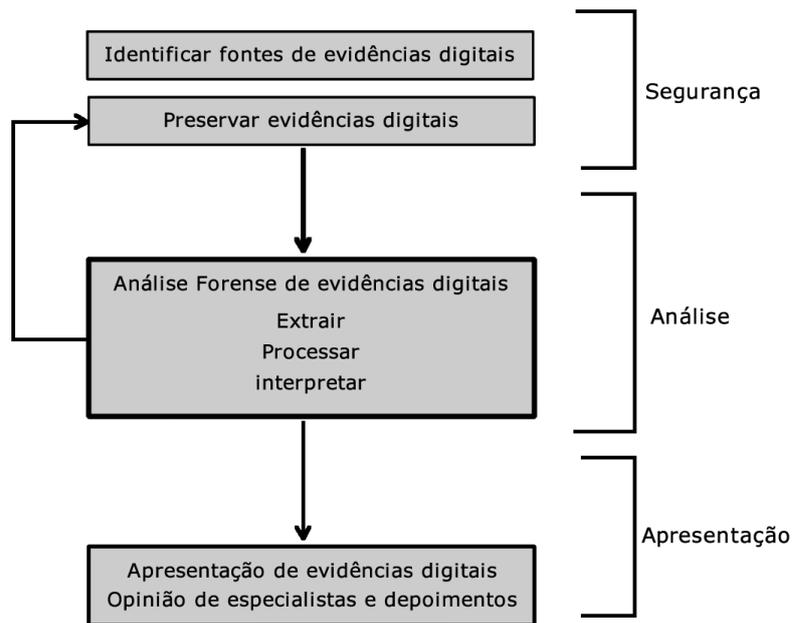 Identificar fontes de evidências digitais
Preservar evidências digitais
Segurança
Análise Forense de evidências digitais
Extrair
Processar
interpretar
Análise
Apresentação de evidências digitais
Opinião de especialistas e depoimentos
Apresentação